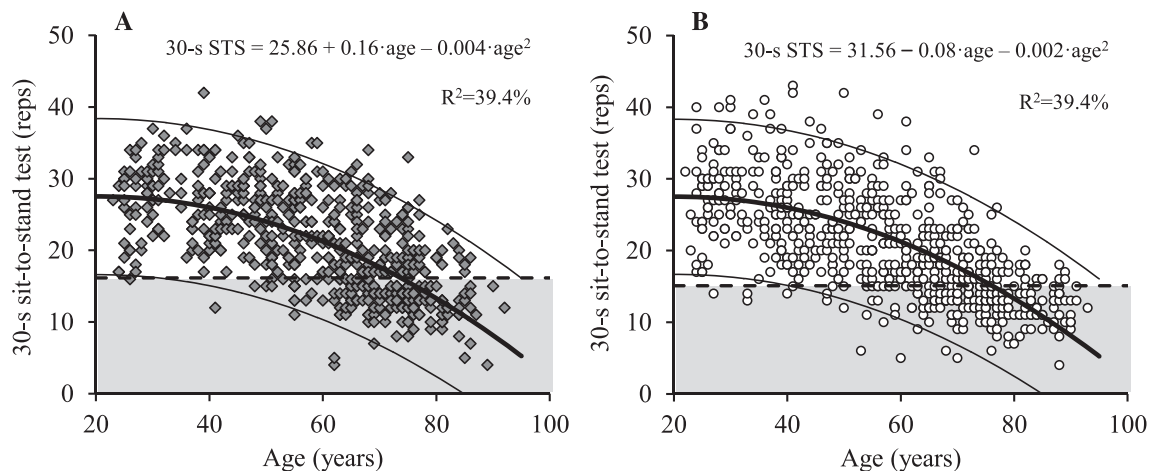 A
30-s STS = 25.86 + 0.16·age – 0.004·age²
R²=39.4%
30-s sit-to-stand test (reps)
50
40
30
20
10
0
20 40 60 80 100
Age (years)
B
30-s STS = 31.56 – 0.08·age – 0.002·age²
R²=39.4%
30-s sit-to-stand test (reps)
50
40
30
20
10
0
20 40 60 80 100
Age (years)